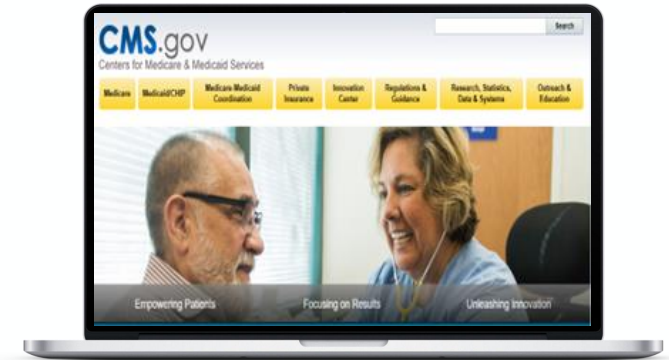 CMS.gov
Search
Centers for Medicare & Medicaid Services
Medicare
Medicaid/CHIP
Medicare-Medicaid
Coordination
Private
Insurance
Innovation
Center
Regulations &
Guidance
Research, Statistics,
Data & Systems
Outreach &
Education
Empowering Patients
Focusing on Results
Unleashing Innovation